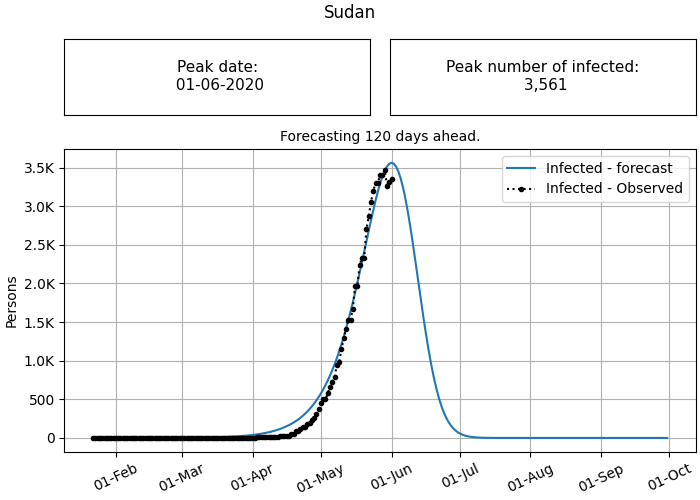 Sudan
Peak date:
01-06-2020
Peak number of infected:
3,561
Forecasting 120 days ahead.
Infected - forecast
Infected - Observed
3.5K
3.0K
2.5K
2.0K
1.5K
1.0K
500
0
Persons
01-Feb
01-Mar
01-Apr
01-May
01-Jun
01-Jul
01-Aug
01-Sep
01-Oct